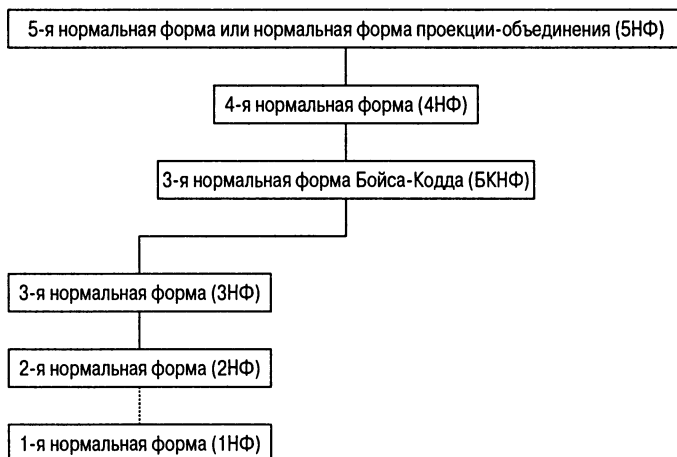 5-я нормальная форма или нормальная форма проекции-объединения (5НФ)
4-я нормальная форма (4НФ)
3-я нормальная форма Бойса-Кодда (БКНФ)
3-я нормальная форма (3НФ)
2-я нормальная форма (2НФ)
1-я нормальная форма (1НФ)